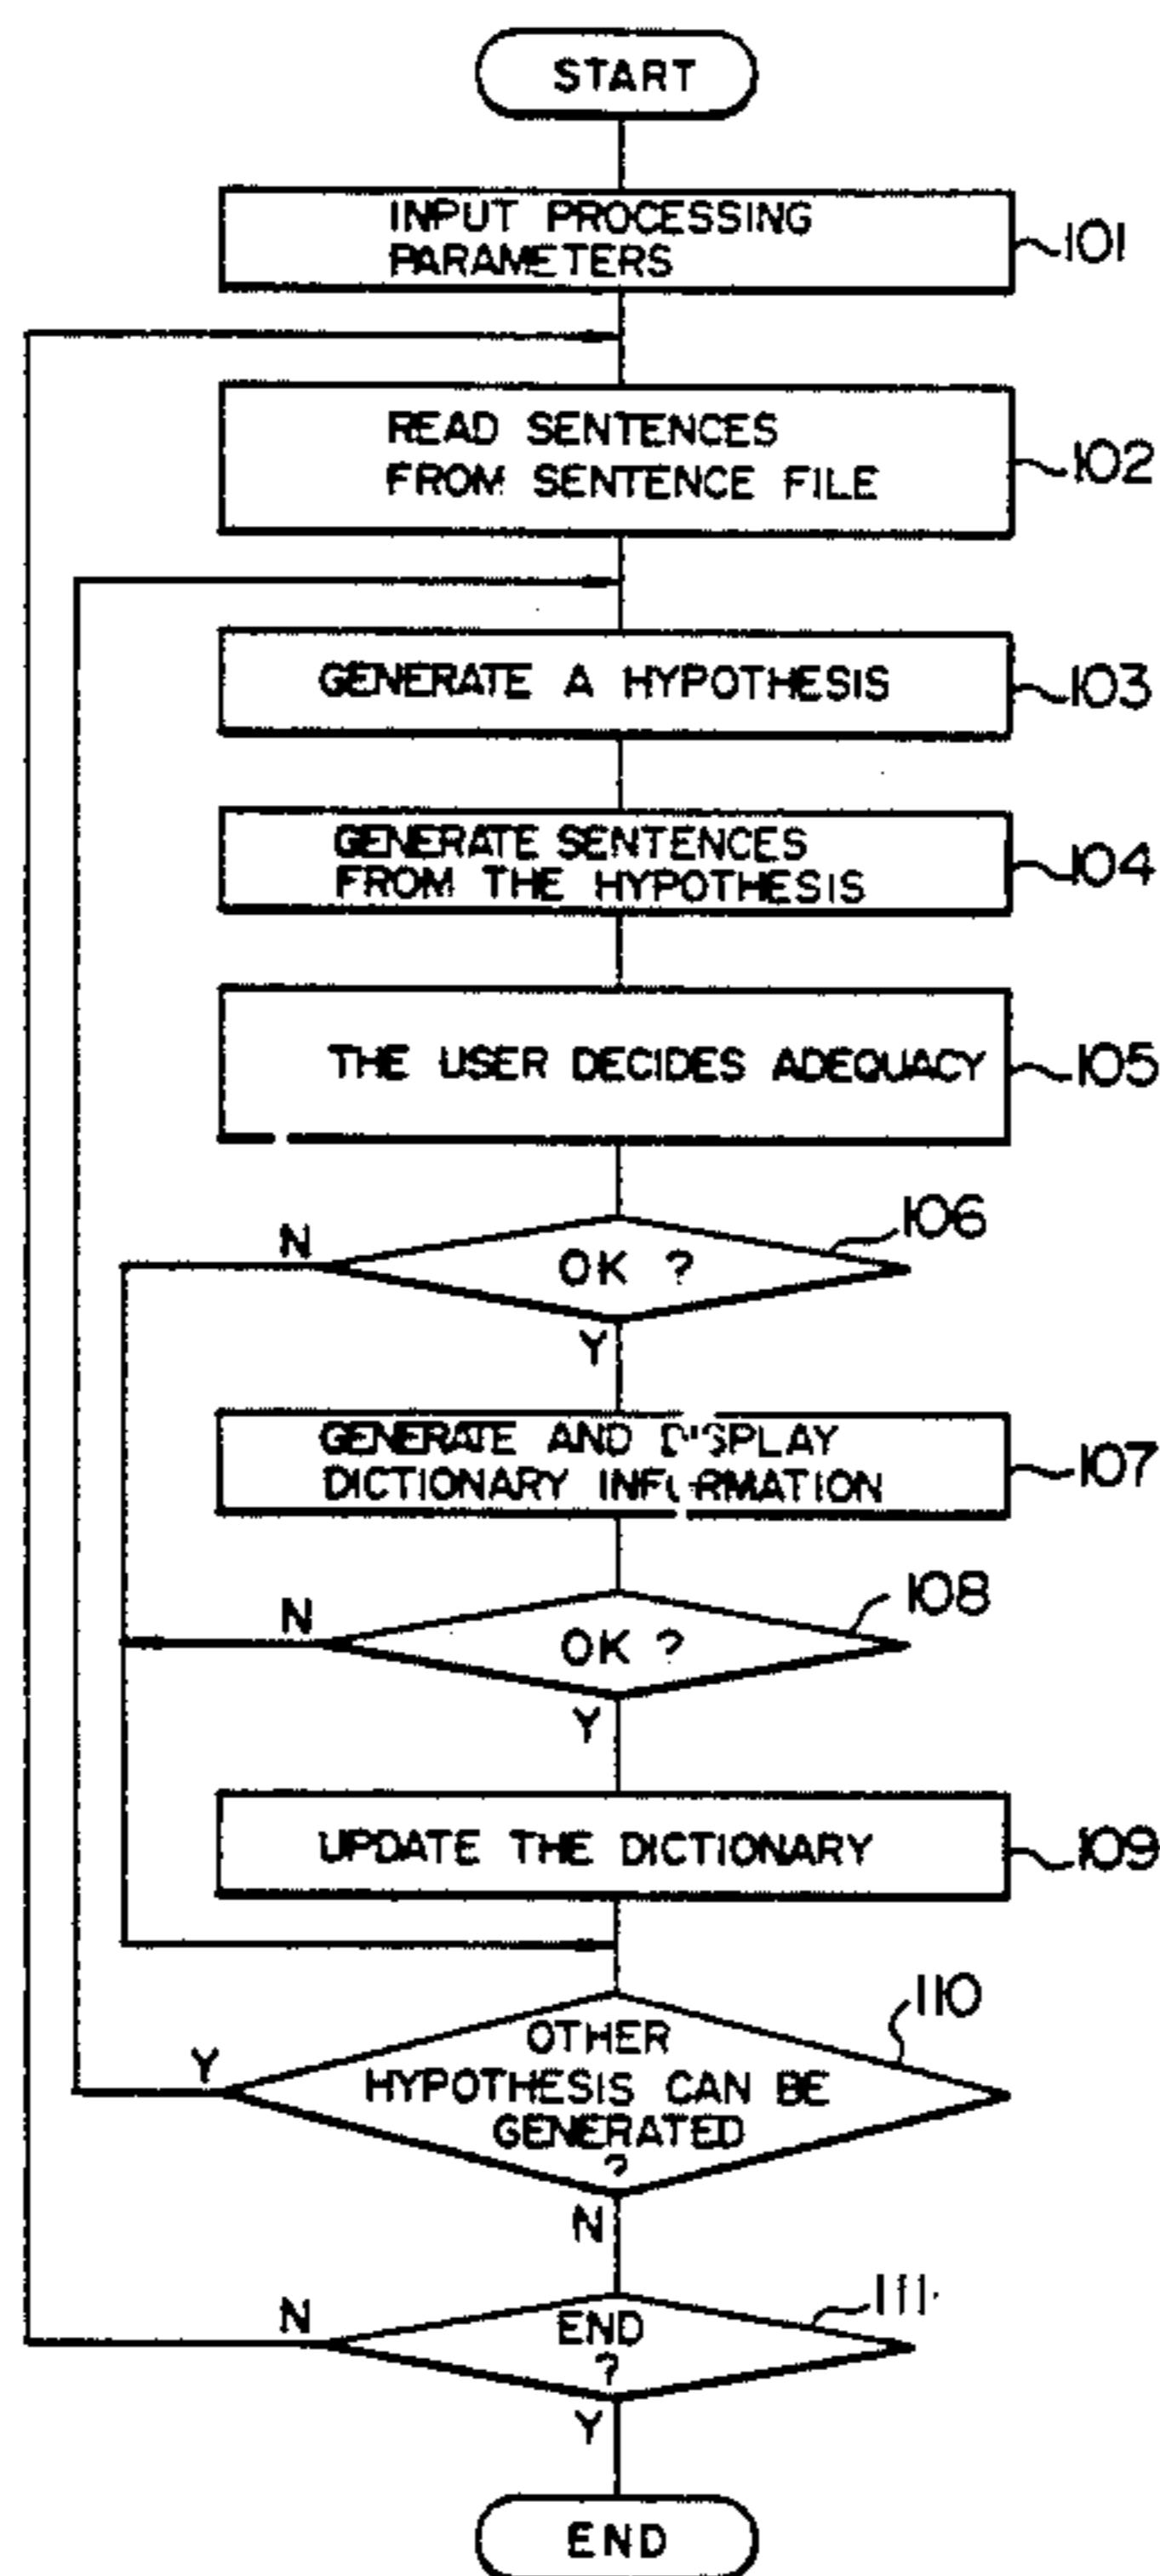 START
INPUT PROCESSING
PARAMETERS
101
READ SENTENCES
FROM SENTENCE FILE
102
GENERATE A HYPOTHESIS
103
GENERATE SENTENCES
FROM THE HYPOTHESIS
104
THE USER DECIDES ADEQUACY
105
106
N
OK ?
Y
GENERATE AND DISPLAY
DICTIONARY INFORMATION
107
108
N
OK ?
Y
UPDATE THE DICTIONARY
109
110
Y
OTHER
HYPOTHESIS CAN BE
GENERATED
?
N
111
N
END
?
Y
END